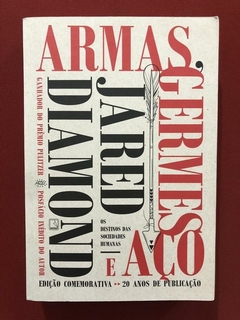 ARMAS,
GERMES
E AÇO
JARED
DIAMOND
OS
DESTINOS DAS
SOCIEDADES
HUMANAS
GANHADOR DO PRÊMIO PULITZER
POSFÁCIO INÉDITO DO AUTOR
EDIÇÃO COMEMORATIVA •• 20 ANOS DE PUBLICAÇÃO